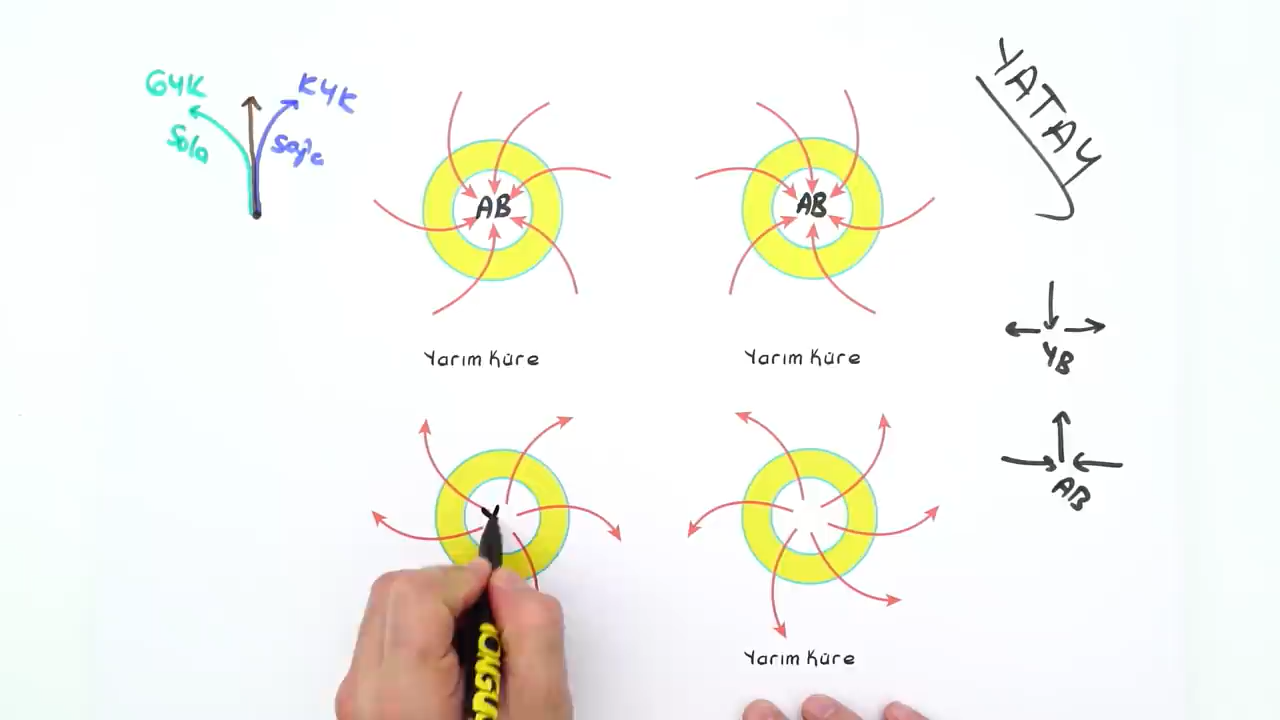 GYK
KYK
Sola
Sağa
YATAY
AB
AB
Yarım Küre
Yarım Küre
YB
AB
Yarım Küre